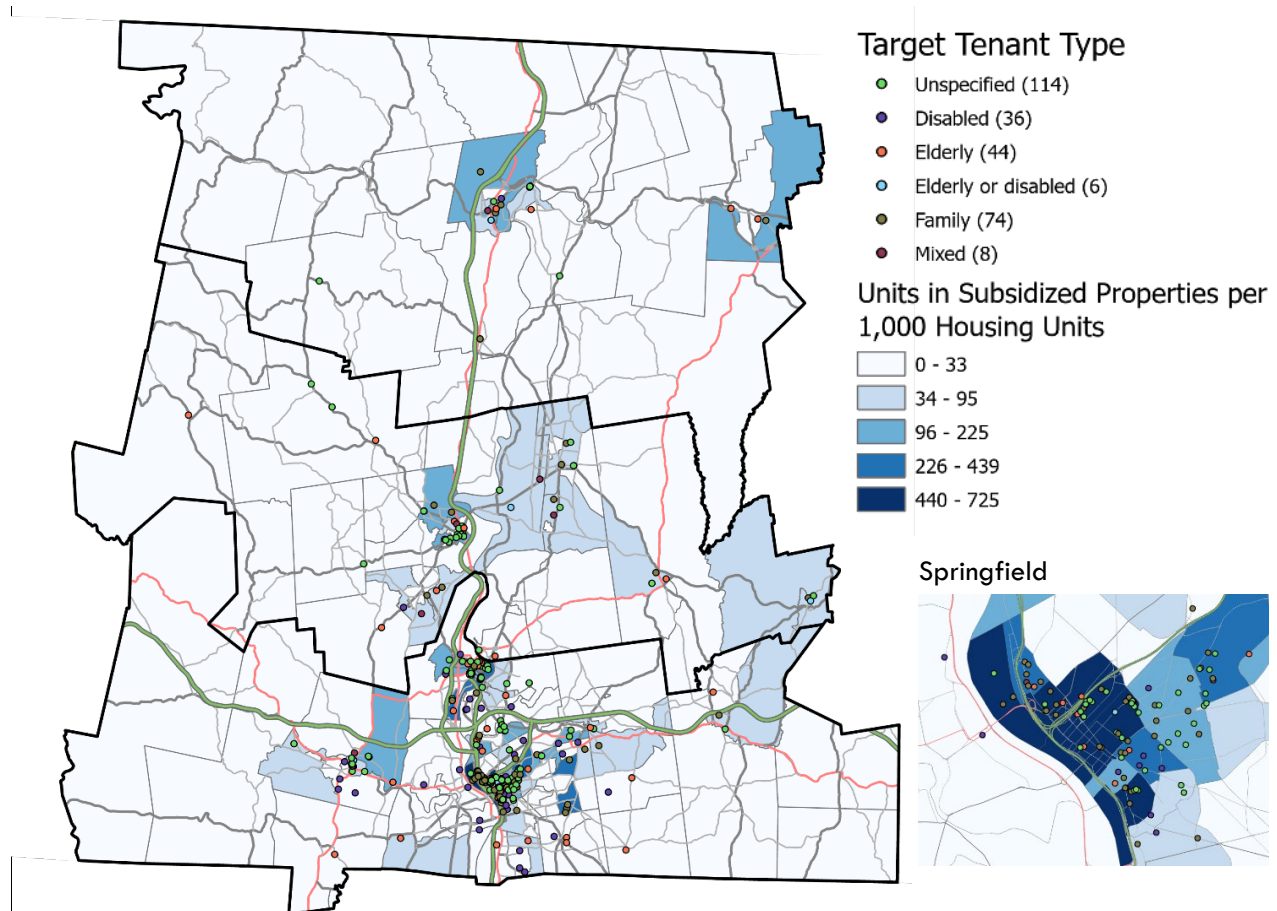 Target Tenant Type
Unspecified (114)
Disabled (36)
Elderly (44)
Elderly or disabled (6)
Family (74)
Mixed (8)
Units in Subsidized Properties per
1,000 Housing Units
0 - 33
34 - 95
96 - 225
226 - 439
440 - 725
Springfield